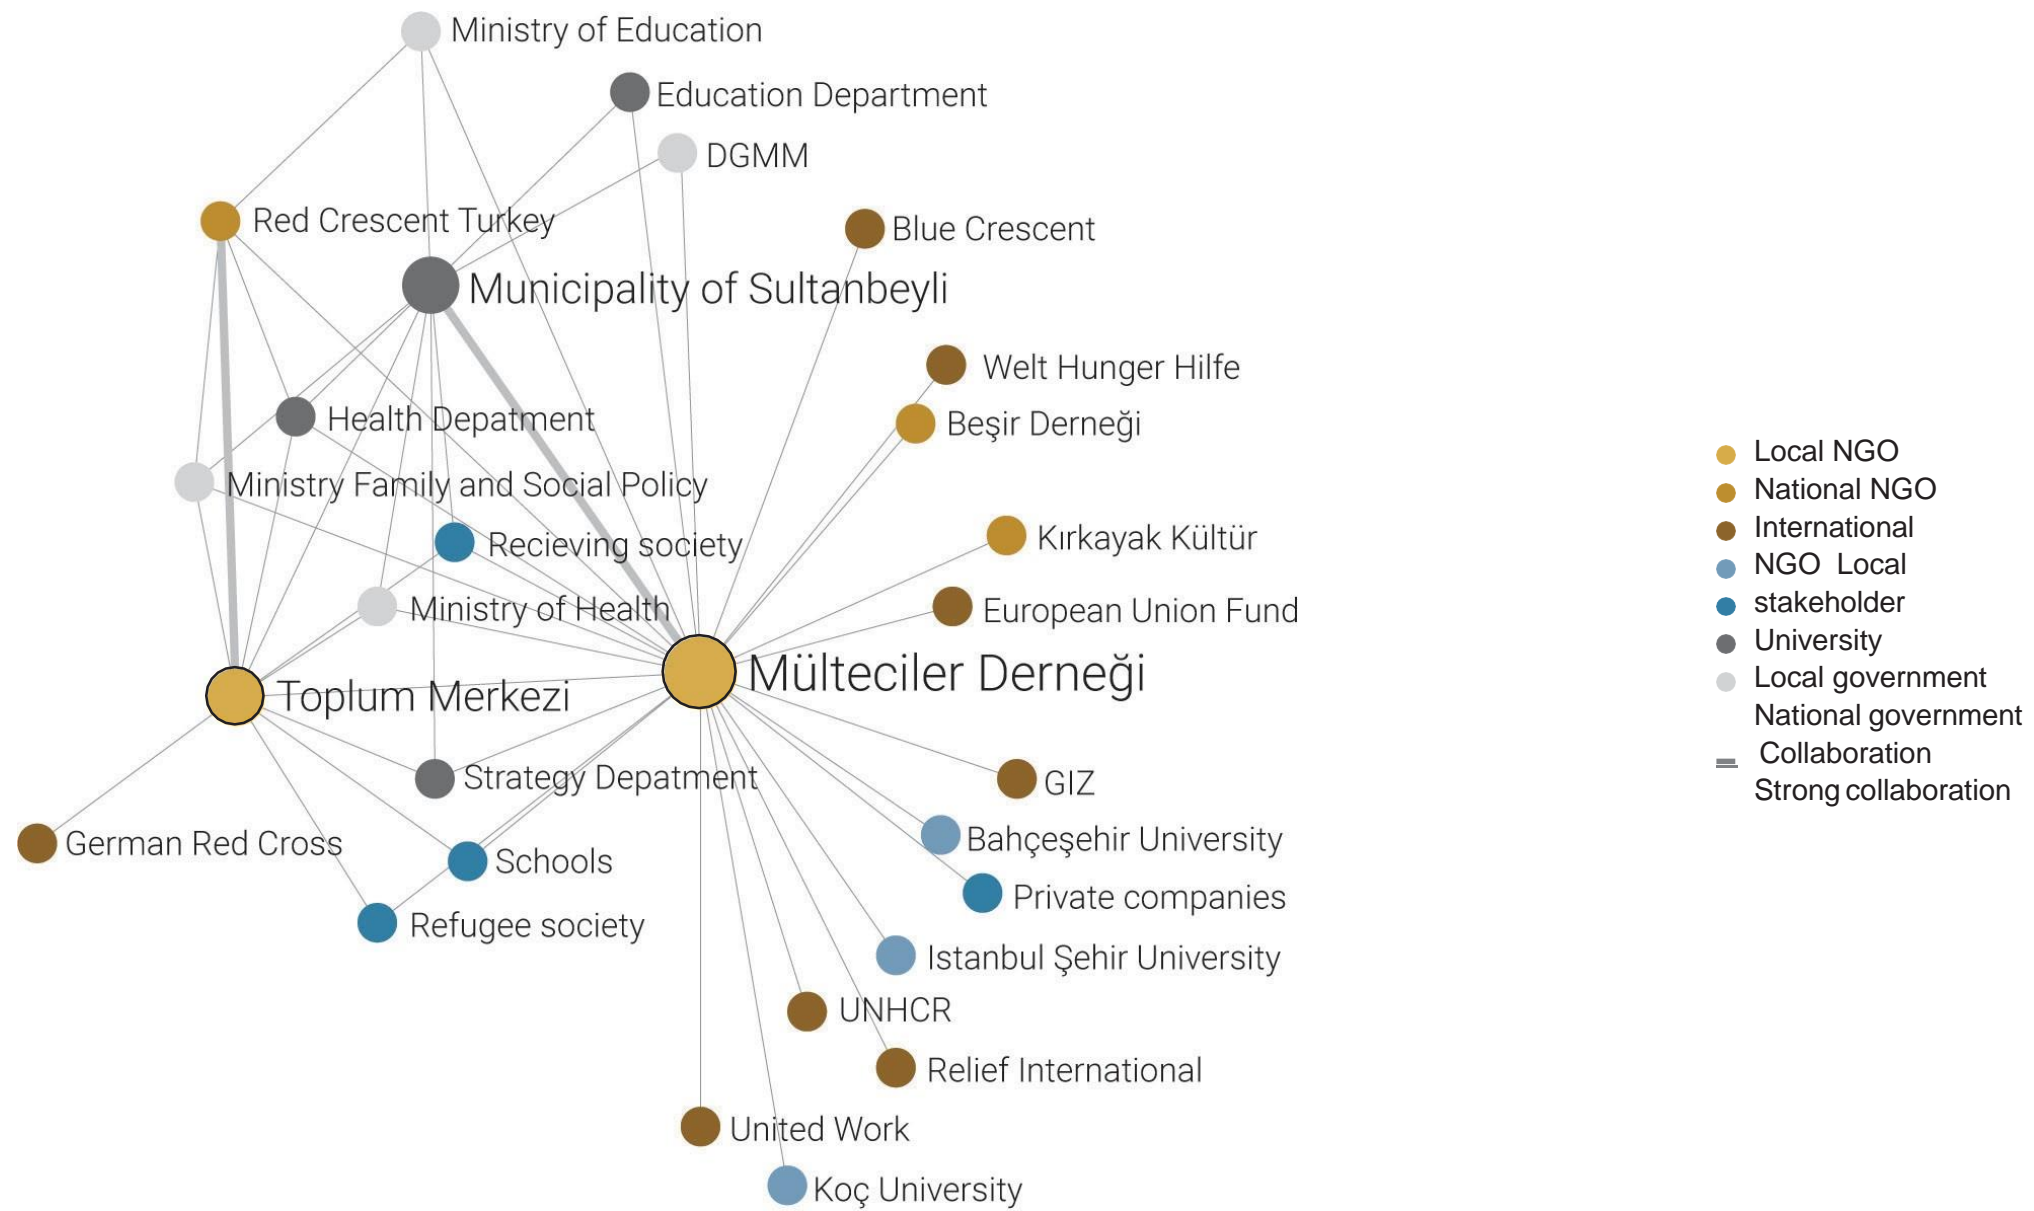 Ministry of Education
Education Department
DGMM
Red Crescent Turkey
Blue Crescent
Municipality of Sultanbeyli
Welt Hunger Hilfe
Health Depatment
Beşir Derneği
Ministry Family and Social Policy
Recieving society
Kırkayak Kültür
Ministry of Health
European Union Fund
Toplum Merkezi
Mülteciler Derneği
Strategy Depatment
GIZ
German Red Cross
Schools
Bahçeşehir University
Private companies
Refugee society
Istanbul Şehir University
UNHCR
Relief International
United Work
Koç University
Local NGO
National NGO
International
NGO Local
stakeholder
University
Local government
National government
Collaboration
Strong collaboration